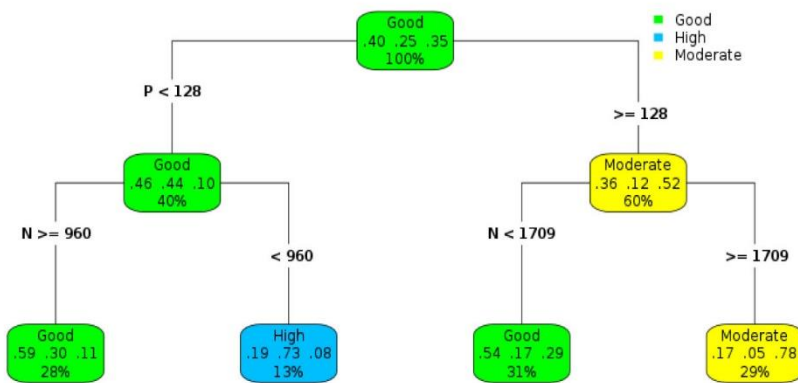 Good
.40 .25 .35
100%
Good
High
Moderate
P < 128
>= 128
Good
.46 .44 .10
40%
Moderate
.36 .12 .52
60%
N >= 960
< 960
N < 1709
>= 1709
Good
.59 .30 .11
28%
High
.19 .73 .08
13%
Good
.54 .17 .29
31%
Moderate
.17 .05 .78
29%